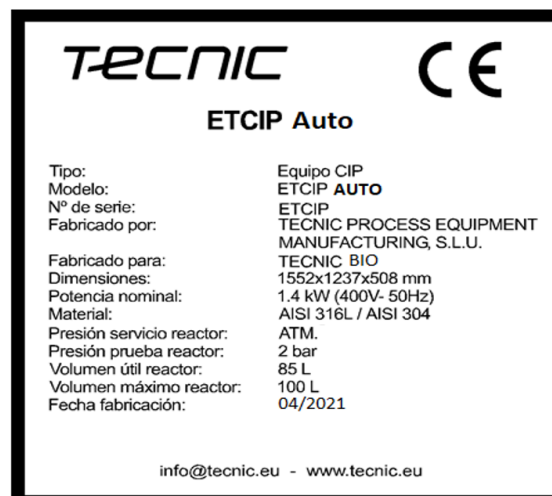 TECNIC CE
ETCIP Auto
Tipo: Equipo CIP
Modelo: ETCIP AUTO
Nº de serie: ETCIP
Fabricado por: TECNIC PROCESS EQUIPMENT
MANUFACTURING, S.L.U.
Fabricado para: TECNIC BIO
Dimensiones: 1552x1237x508 mm
Potencia nominal: 1.4 kW (400V- 50Hz)
Material: AISI 316L / AISI 304
Presión servicio reactor: ATM.
Presión prueba reactor: 2 bar
Volumen útil reactor: 85 L
Volumen máximo reactor: 100 L
Fecha fabricación: 04/2021
info@tecnic.eu - www.tecnic.eu